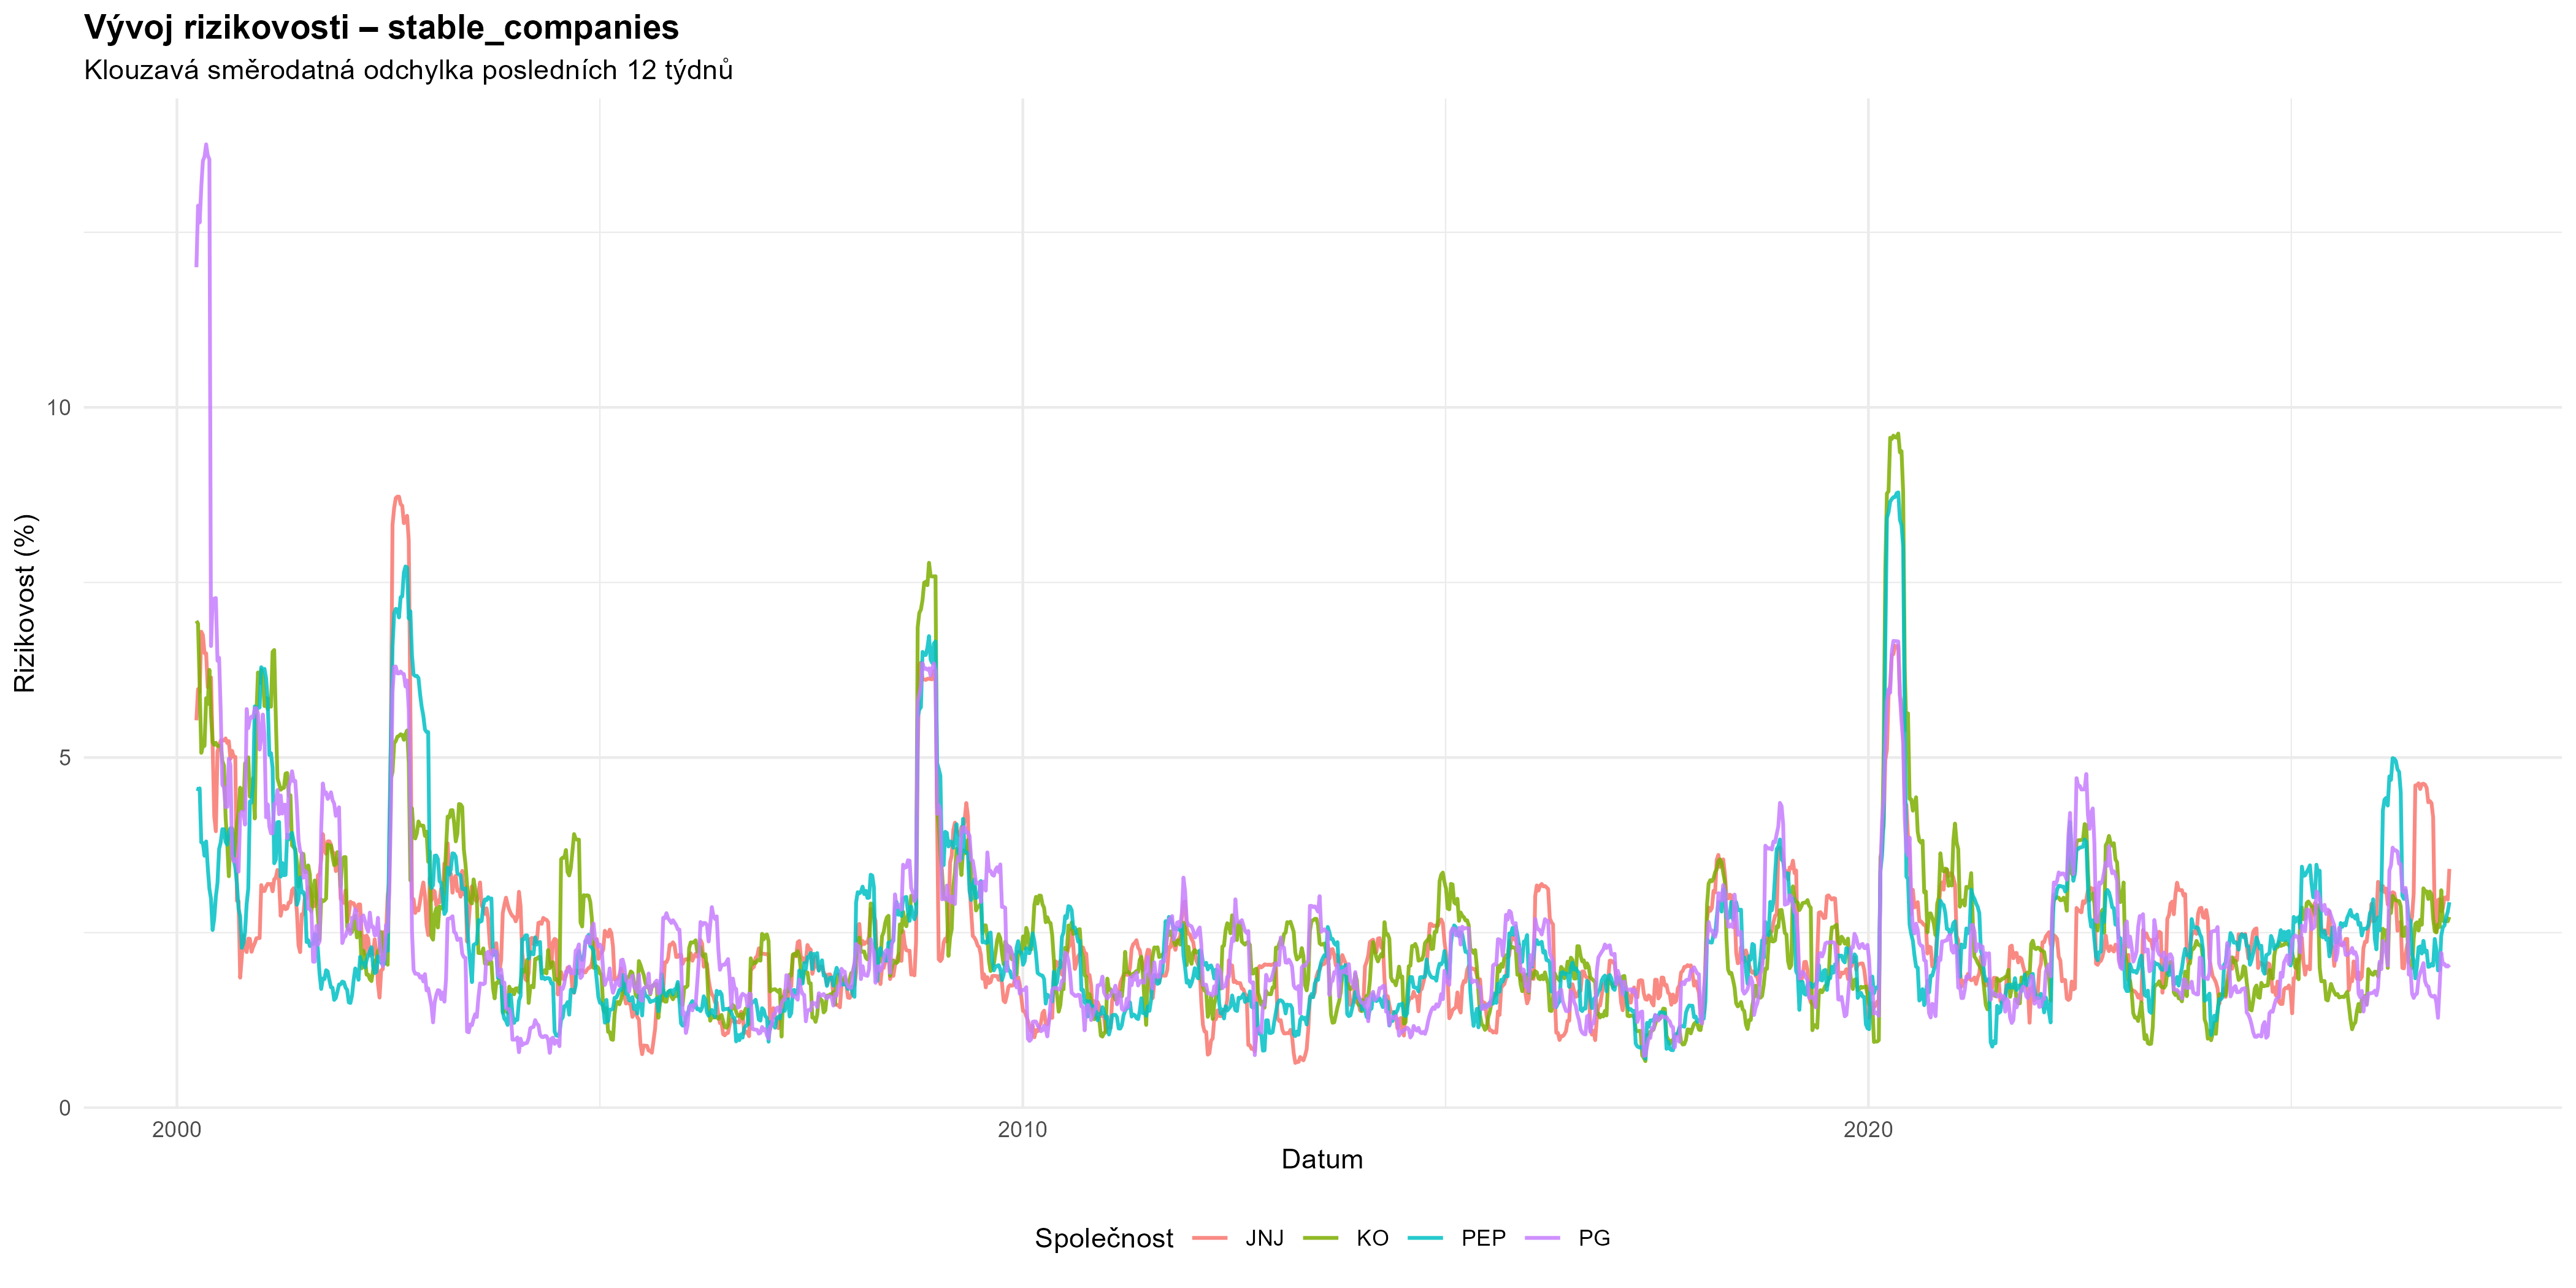 Vývoj rizikovosti – stable_companies
Klouzavá směrodatná odchylka posledních 12 týdnů
Rizikovost (%)
10
5
0
2000
2010
2020
Datum
Společnost JNJ KO PEP PG